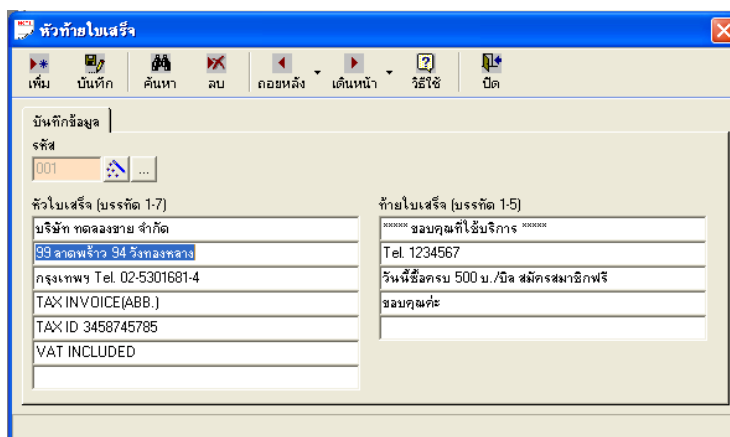 หัวท้ายใบเสร็จ
เพิ่ม บันทึก ค้นหา ลบ ถอยหลัง เดินหน้า วิธีใช้ ปิด
บันทึกข้อมูล
รหัส
001 ...
หัวใบเสร็จ (บรรทัด 1-7)
บริษัท ทดลองขาย จำกัด
99 ลาดพร้าว 94 วังทองหลาง
กรุงเทพฯ Tel. 02-5301681-4
TAX INVOICE(ABB.)
TAX ID 3458745785
VAT INCLUDED
ท้ายใบเสร็จ (บรรทัด 1-5)
***** ขอบคุณที่ใช้บริการ *****
Tel. 1234567
วันนี้ซื้อครบ 500 บ./บิล สมัครสมาชิกฟรี
ขอบคุณค่ะ